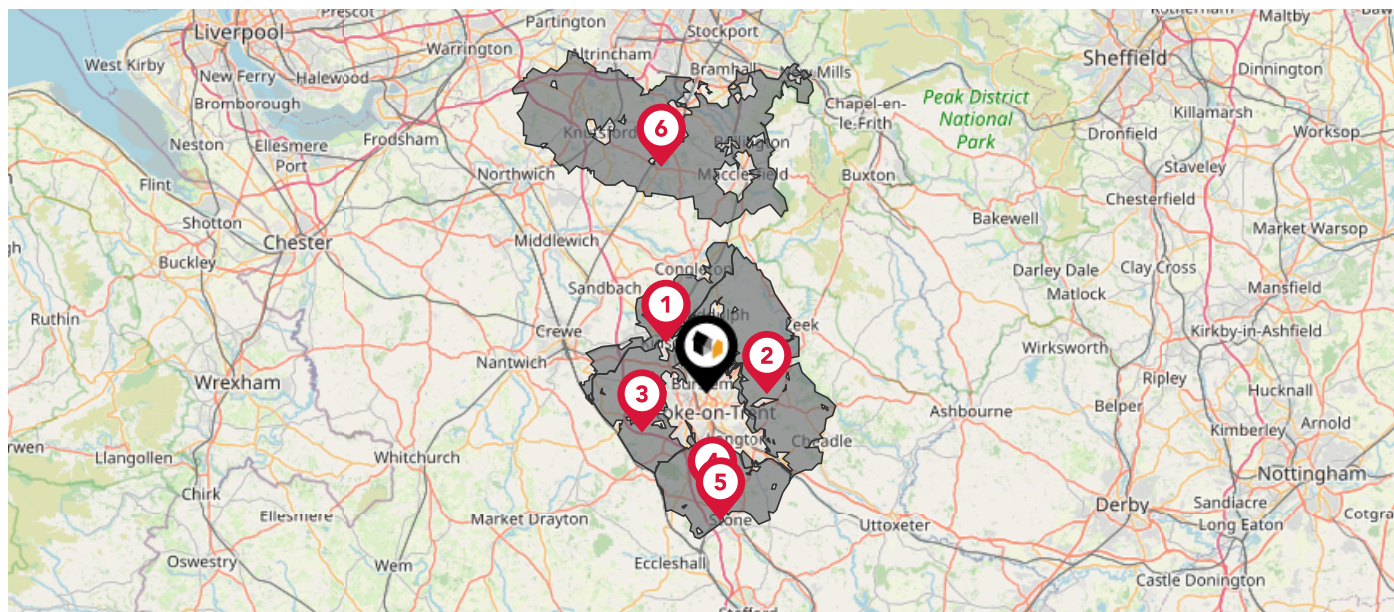 Prescot
Partington
Rotherham
Maltby
Liverpool
Stockport
Warrington
Altrincham
Sheffield
West Kirby
New Ferry
Halewood
Bramhall
Mills
Dinnington
Bromborough
Chapel-en-
le-Frith
Peak District
National
Park
Killamarsh
Neston
Ellesmere
Port
Frodsham
Knutsford
6
Bollington
Dronfield
Worksop
Flint
Northwich
Macclesfield
Buxton
Staveley
Chesterfield
Shotton
Chester
Middlewich
Bakewell
Market Warsop
Buckley
Congleton
Sandbach
Darley Dale
Clay Cross
Matlock
Mansfield
Ruthin
1
Crewe
Leek
Kirkby-in-Ashfield
Nantwich
2
Wirksworth
Wrexham
Ripley
Hucknall
3
Ashbourne
Belper
Arnold
Kimberley
Cheadle
Llangollen
Whitchurch
Nottingham
5
Chirk
Derby
Sandiacre
Ellesmere
Market Drayton
Stone
Uttoxeter
Long Eaton
Oswestry
Wem
Eccleshall
Castle Donington
Stafford